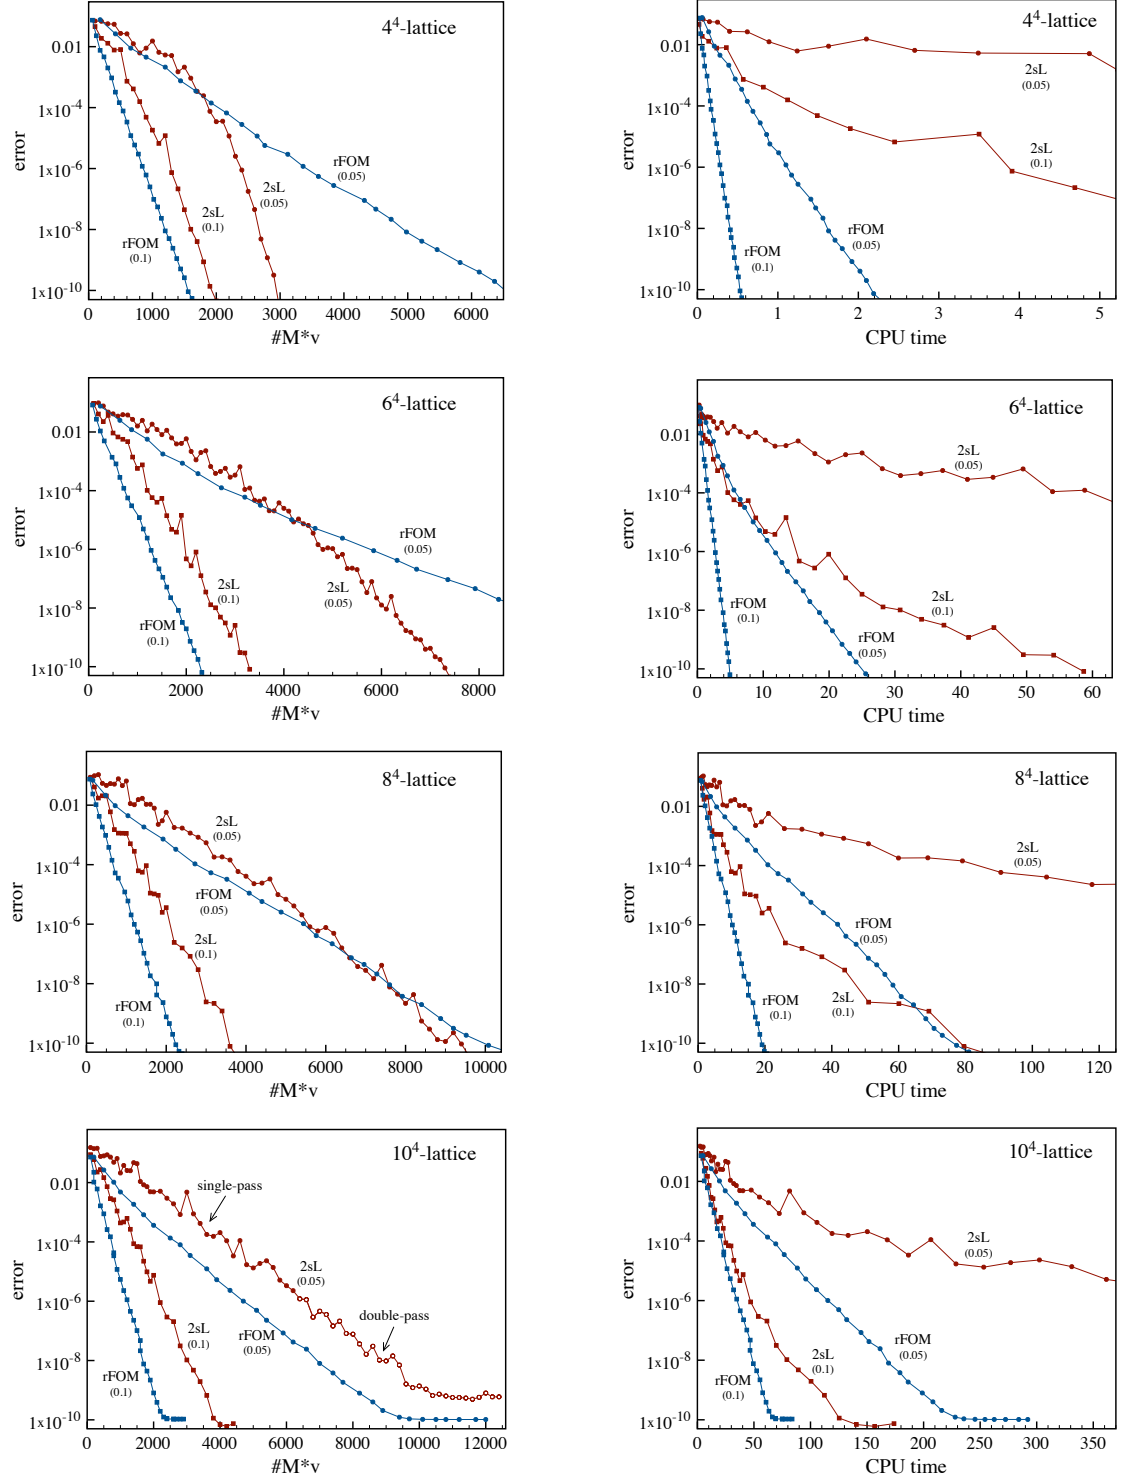 4⁴-lattice
error
0.01
1x10⁻⁴
1x10⁻⁶
1x10⁻⁸
1x10⁻¹⁰
rFOM
(0.05)
2sL
(0.05)
2sL
(0.1)
rFOM
(0.1)
0 1000 2000 3000 4000 5000 6000
#M*v
4⁴-lattice
error
0.01
1x10⁻⁴
1x10⁻⁶
1x10⁻⁸
1x10⁻¹⁰
2sL
(0.05)
2sL
(0.1)
rFOM
(0.05)
rFOM
(0.1)
0 1 2 3 4 5
CPU time
6⁴-lattice
error
0.01
1x10⁻⁴
1x10⁻⁶
1x10⁻⁸
1x10⁻¹⁰
rFOM
(0.05)
2sL
(0.1)
2sL
(0.05)
rFOM
(0.1)
0 2000 4000 6000 8000
#M*v
6⁴-lattice
error
0.01
1x10⁻⁴
1x10⁻⁶
1x10⁻⁸
1x10⁻¹⁰
2sL
(0.05)
rFOM
(0.1)
2sL
(0.1)
rFOM
(0.05)
0 10 20 30 40 50 60
CPU time
8⁴-lattice
error
0.01
1x10⁻⁴
1x10⁻⁶
1x10⁻⁸
1x10⁻¹⁰
2sL
(0.05)
rFOM
(0.05)
2sL
(0.1)
rFOM
(0.1)
0 2000 4000 6000 8000 10000
#M*v
8⁴-lattice
error
0.01
1x10⁻⁴
1x10⁻⁶
1x10⁻⁸
1x10⁻¹⁰
2sL
(0.05)
rFOM
(0.05)
rFOM
(0.1)
2sL
(0.1)
0 20 40 60 80 100 120
CPU time
10⁴-lattice
error
0.01
1x10⁻⁴
1x10⁻⁶
1x10⁻⁸
1x10⁻¹⁰
single-pass
2sL
(0.05)
double-pass
2sL
(0.1)
rFOM
(0.05)
rFOM
(0.1)
0 2000 4000 6000 8000 10000 12000
#M*v
10⁴-lattice
error
0.01
1x10⁻⁴
1x10⁻⁶
1x10⁻⁸
1x10⁻¹⁰
2sL
(0.05)
rFOM
(0.05)
2sL
(0.1)
rFOM
(0.1)
0 50 100 150 200 250 300 350
CPU time